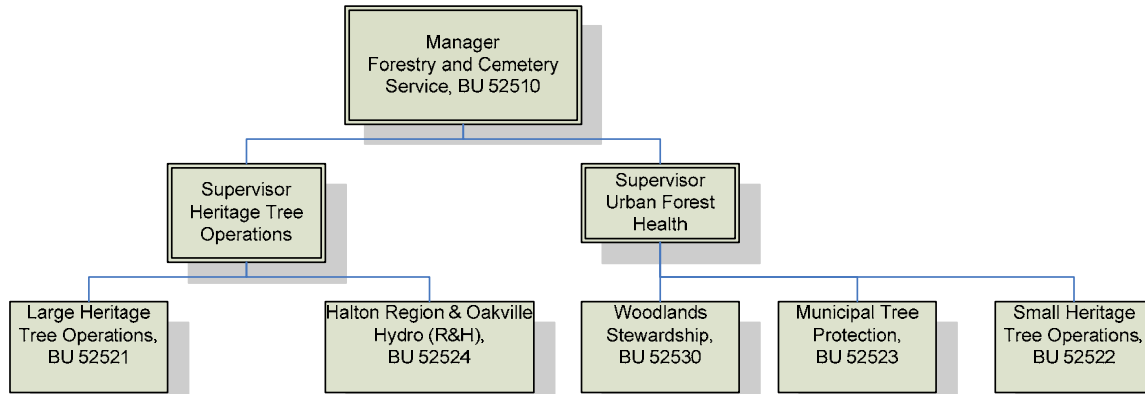 Manager
Forestry and Cemetery
Service, BU 52510
Supervisor
Heritage Tree
Operations
Supervisor
Urban Forest
Health
Large Heritage
Tree Operations,
BU 52521
Halton Region & Oakville
Hydro (R&H),
BU 52524
Woodlands
Stewardship,
BU 52530
Municipal Tree
Protection,
BU 52523
Small Heritage
Tree Operations,
BU 52522